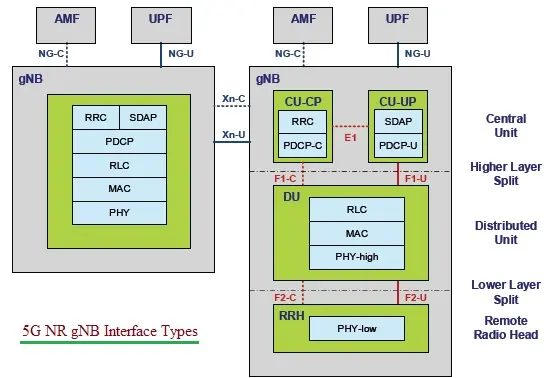 AMF UPF AMF UPF
NG-C NG-U NG-C NG-U
gNB gNB
Xn-C CU-CP CU-UP
RRC SDAP RRC SDAP Central
E1 Unit
PDCP Xn-U PDCP-C PDCP-U
RLC Higher Layer
F1-C F1-U Split
MAC DU
PHY RLC Distributed
MAC Unit
PHY-high
Lower Layer
F2-C F2-U Split
5G NR gNB Interface Types RRH Remote
PHY-low Radio Head